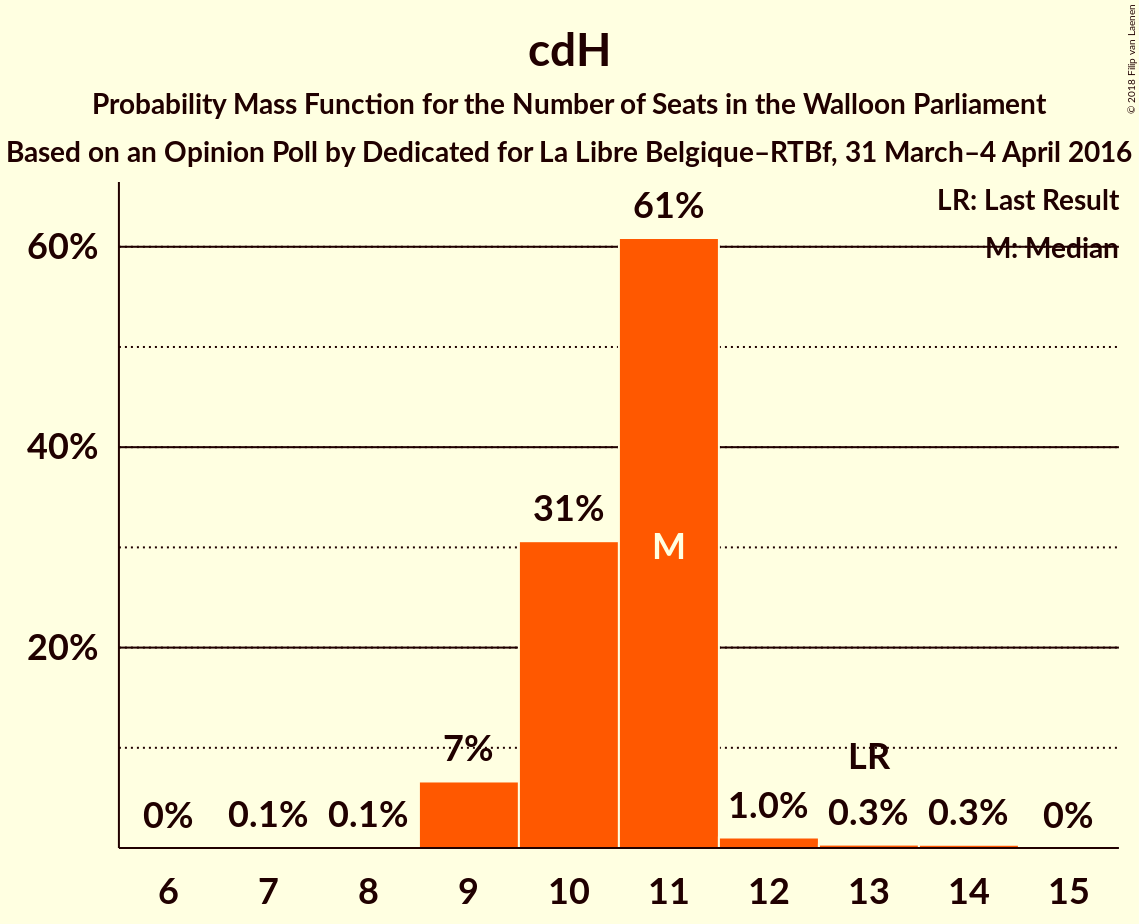 cdH
Probability Mass Function for the Number of Seats in the Walloon Parliament
Based on an Opinion Poll by Dedicated for La Libre Belgique–RTBf, 31 March–4 April 2016
© 2018 Filip van Laenen
LR: Last Result
M: Median
60%
40%
20%
0%
0.1%
0.1%
7%
31%
61%
M
1.0%
LR
0.3%
0.3%
0%
6
7
8
9
10
11
12
13
14
15